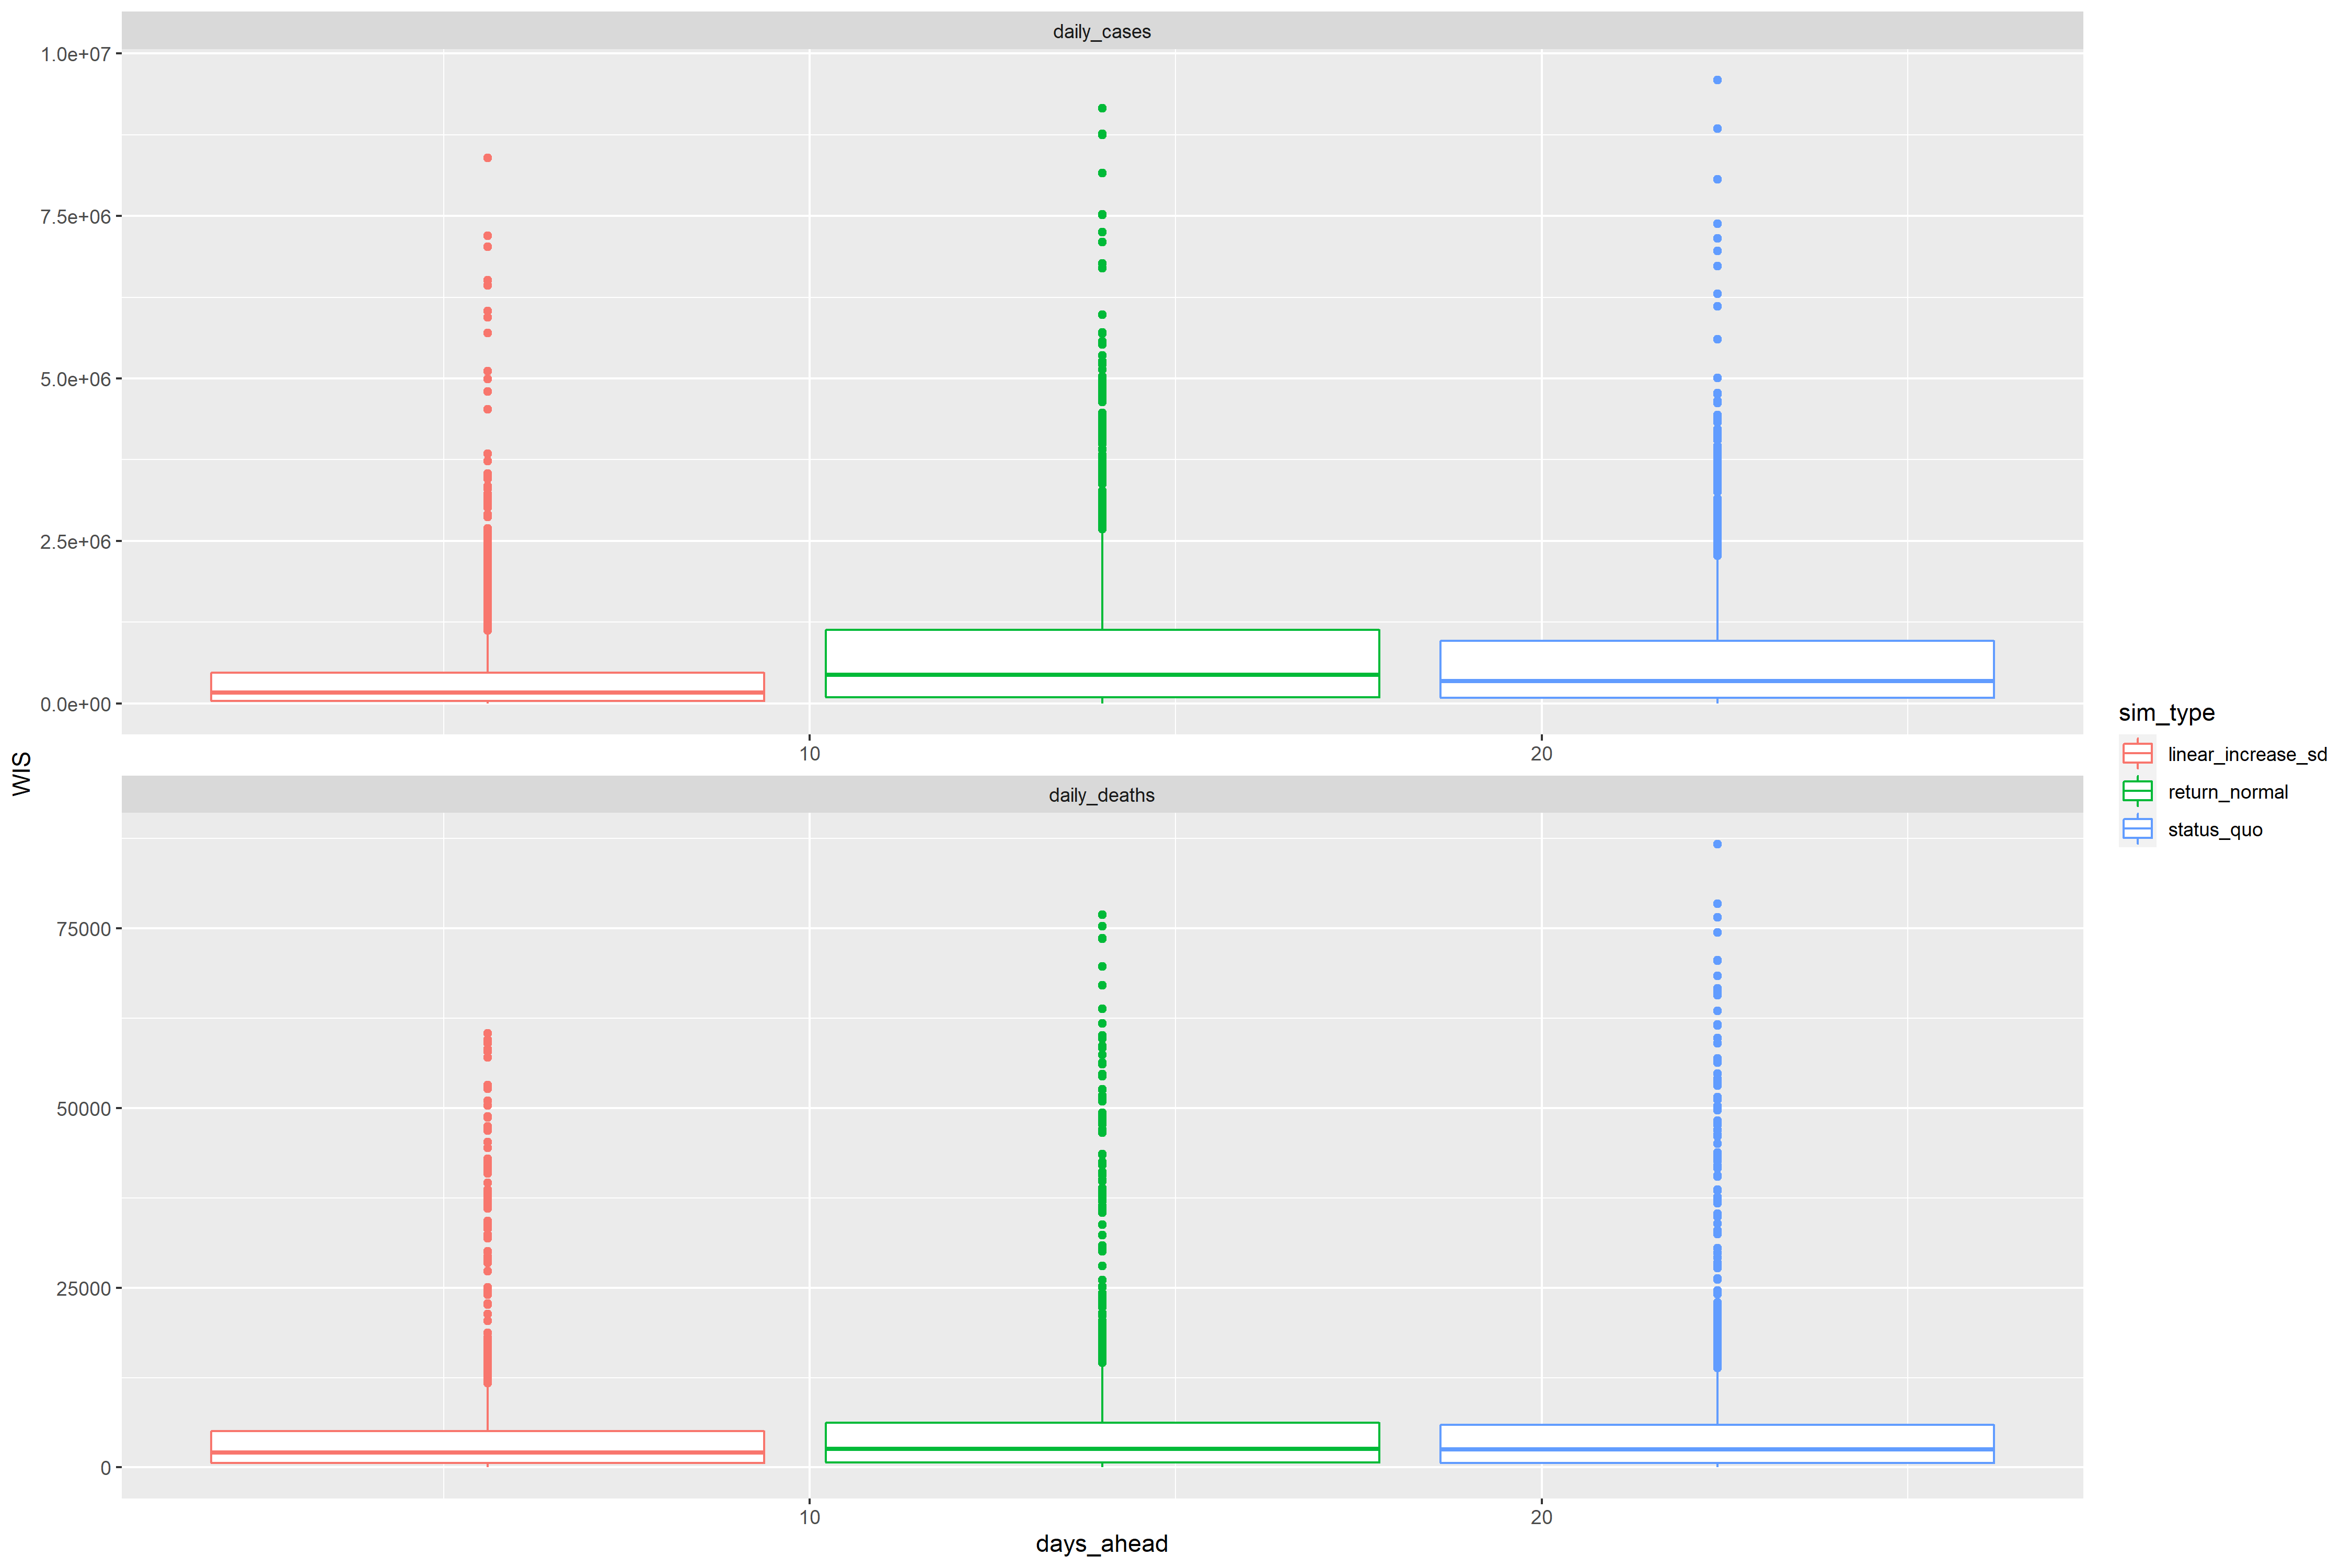 daily_cases
1.0e+07
7.5e+06
5.0e+06
2.5e+06
0.0e+00
10
20
WIS
daily_deaths
75000
50000
25000
0
10
20
days_ahead
sim_type
linear_increase_sd
return_normal
status_quo